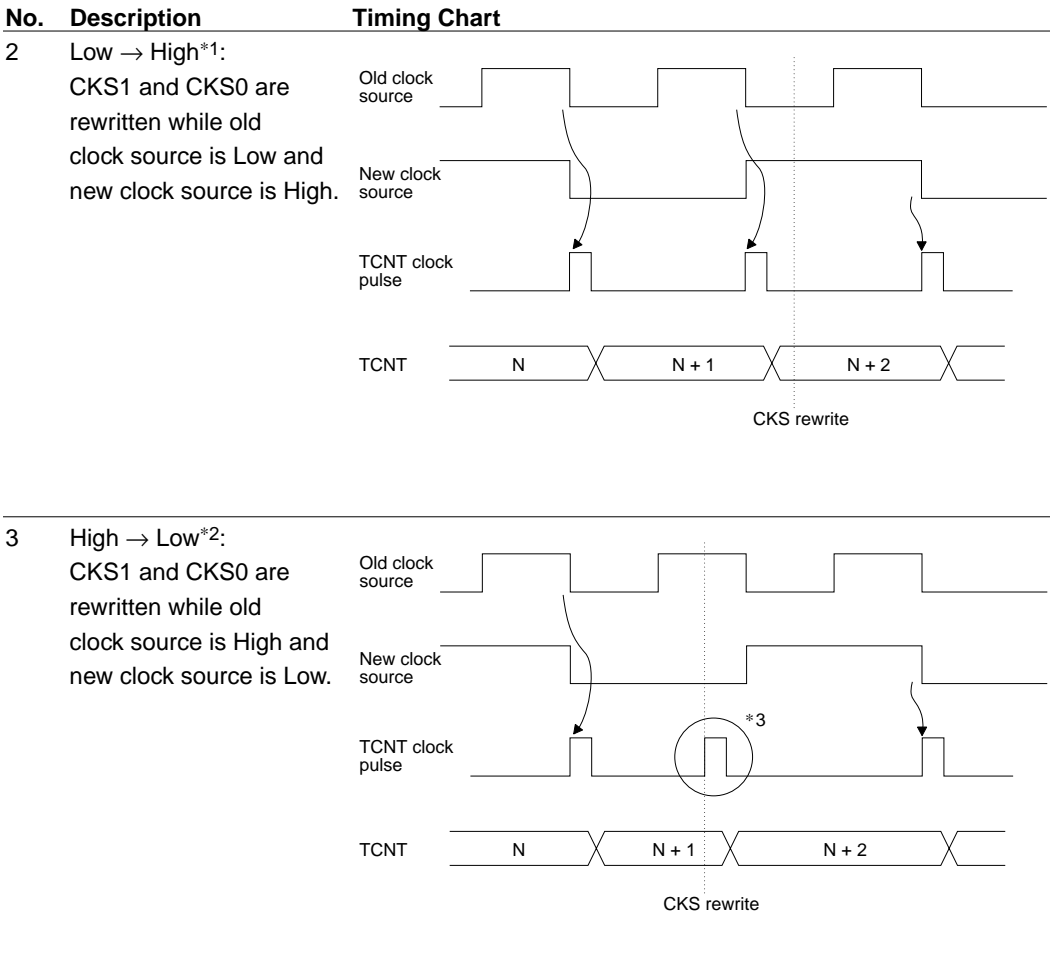 No. Description Timing Chart
2 Low → High*1:
CKS1 and CKS0 are
rewritten while old
clock source is Low and
new clock source is High.
Old clock
source
New clock
source
TCNT clock
pulse
TCNT N N + 1 N + 2
CKS rewrite
3 High → Low*2:
CKS1 and CKS0 are
rewritten while old
clock source is High and
new clock source is Low.
Old clock
source
New clock
source
*3
TCNT clock
pulse
TCNT N N + 1 N + 2
CKS rewrite